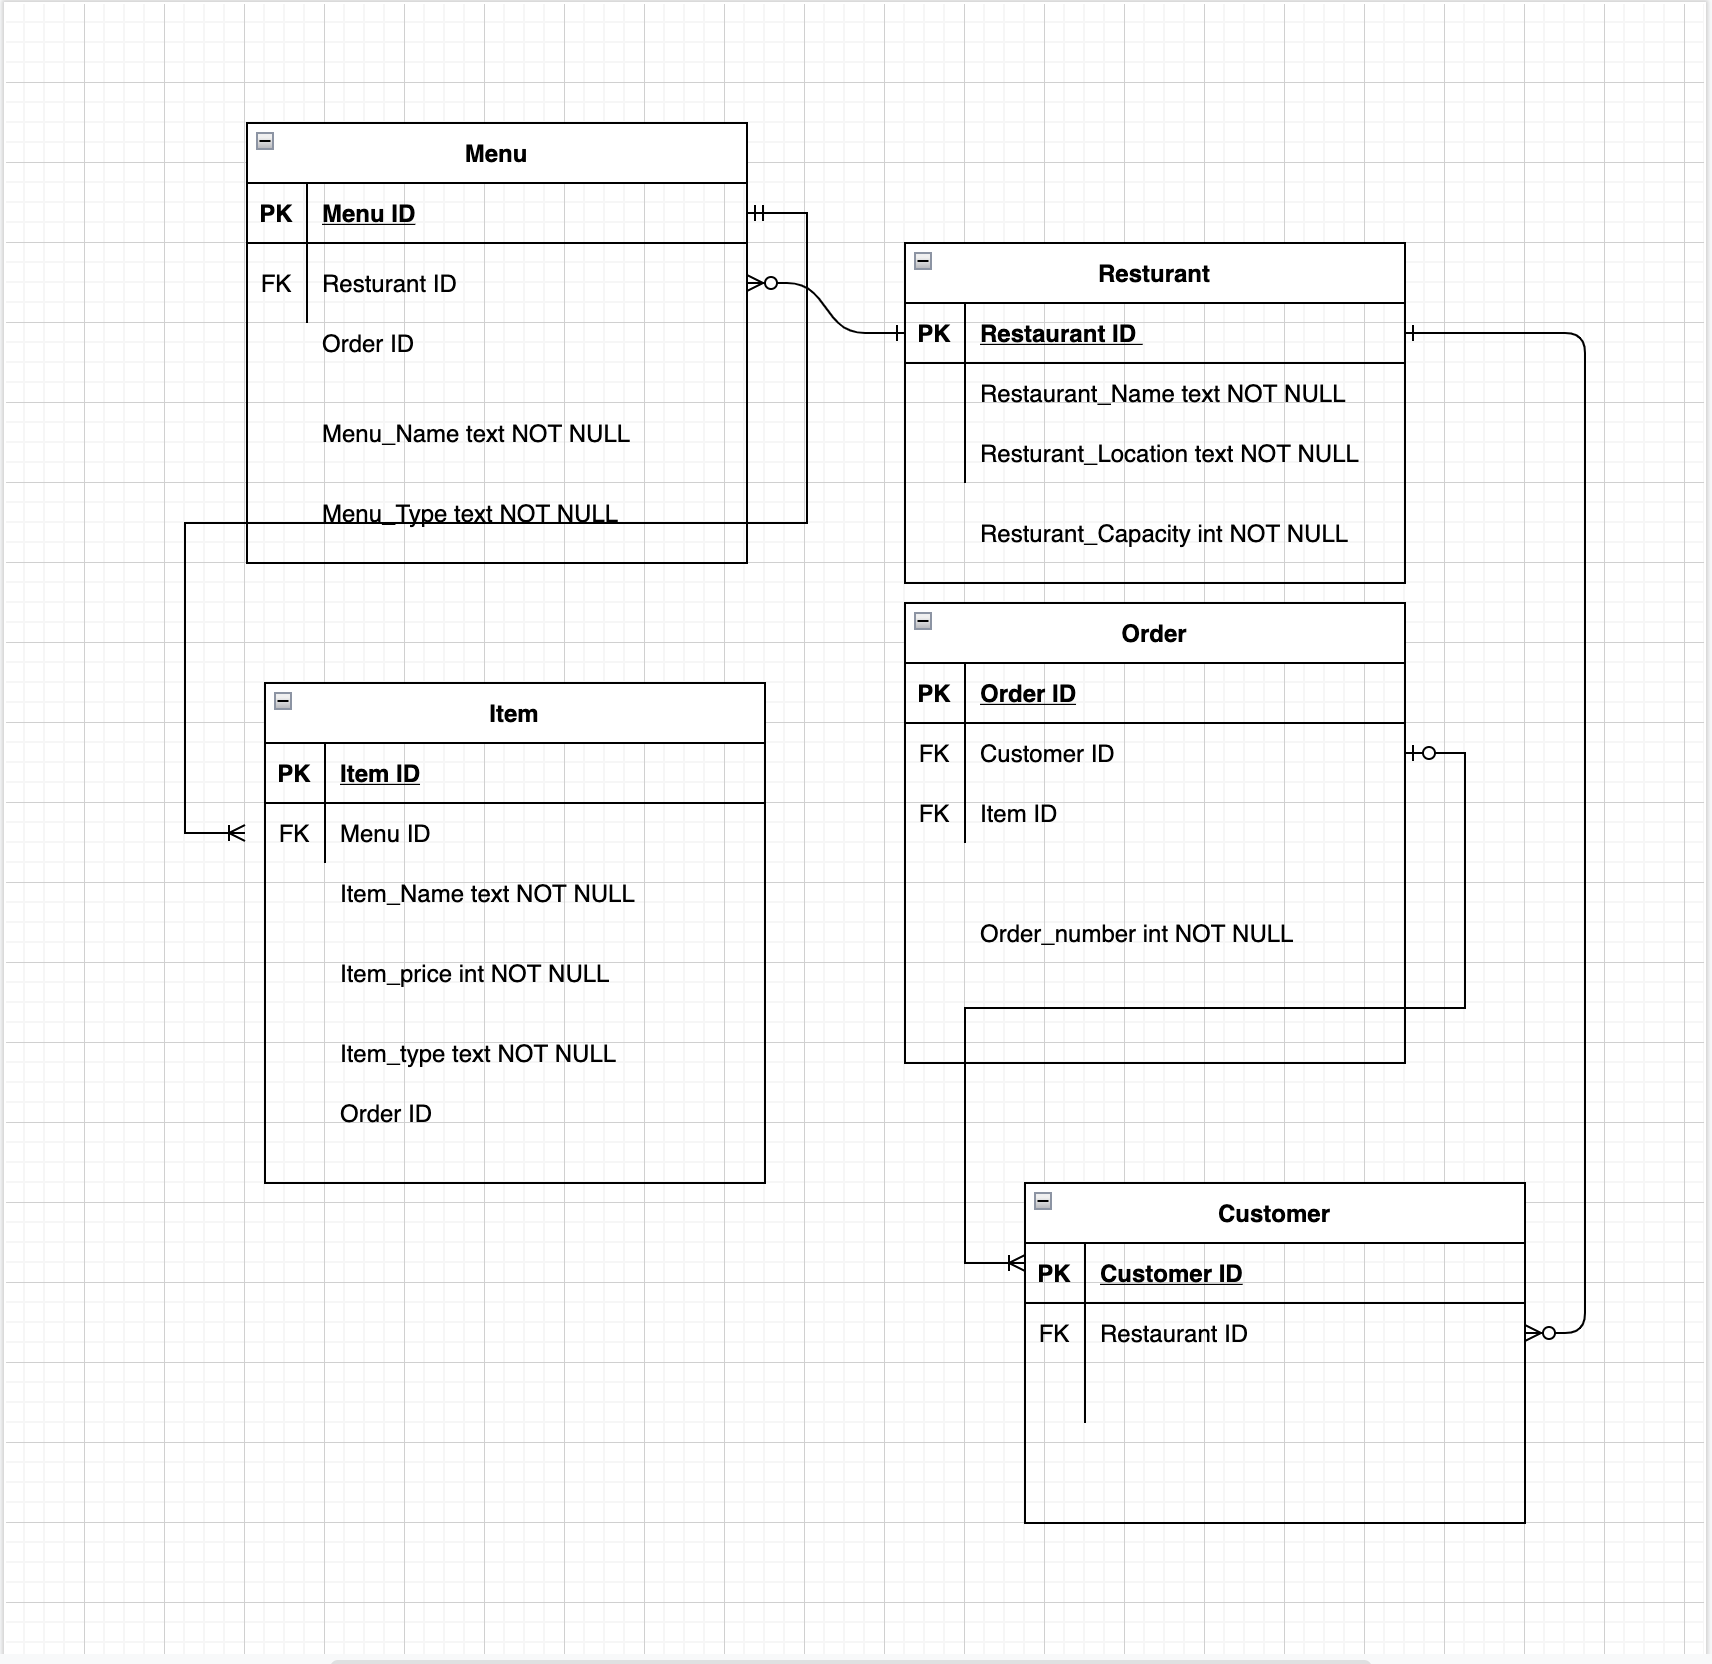 Menu
PK Menu ID
FK Resturant ID
Order ID
Menu_Name text NOT NULL
Menu_Type text NOT NULL
Resturant
PK Restaurant ID
Restaurant_Name text NOT NULL
Resturant_Location text NOT NULL
Resturant_Capacity int NOT NULL
Item
PK Item ID
FK Menu ID
Item_Name text NOT NULL
Item_price int NOT NULL
Item_type text NOT NULL
Order ID
Order
PK Order ID
FK Customer ID
FK Item ID
Order_number int NOT NULL
Customer
PK Customer ID
FK Restaurant ID